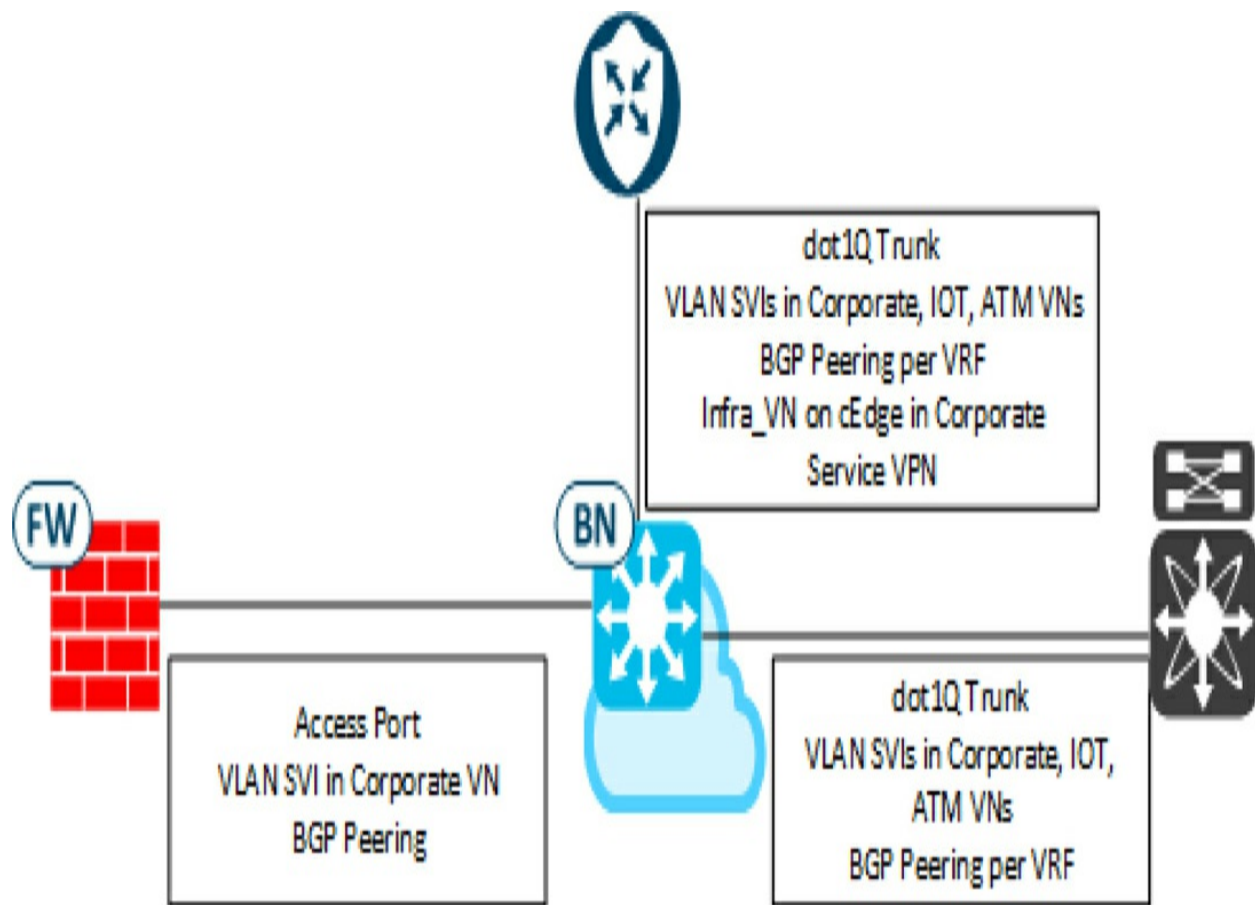 dot1Q Trunk
VLAN SVIs in Corporate, IOT, ATM VNs
BGP Peering per VRF
Infra_VN on cEdge in Corporate
Service VPN
FW
BN
Access Port
VLAN SVI in Corporate VN
BGP Peering
dot1Q Trunk
VLAN SVIs in Corporate, IOT,
ATM VNs
BGP Peering per VRF